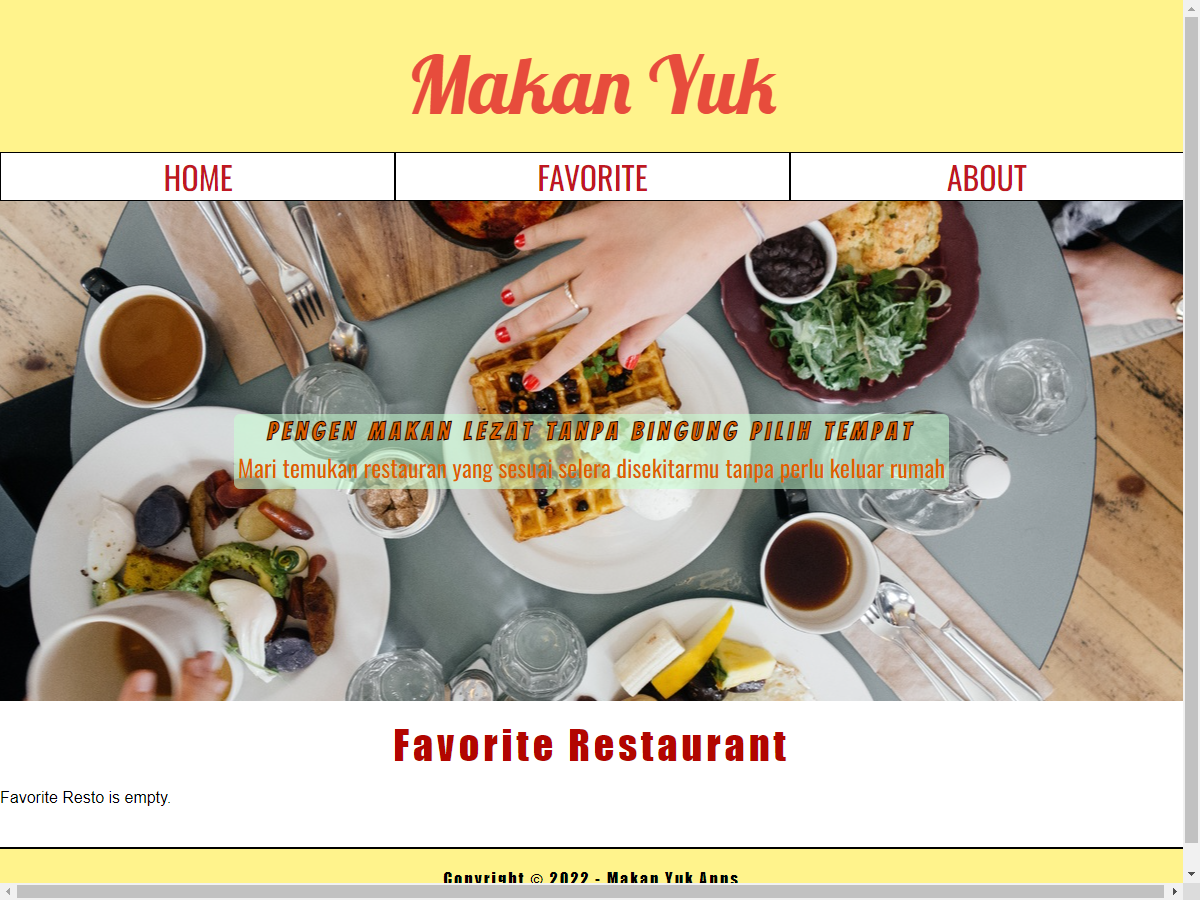 Makan Yuk
HOME
FAVORITE
ABOUT
PENGEN MAKAN LEZAT TANPA BINGUNG PILIH TEMPAT
Mari temukan restauran yang sesuai selera disekitarmu tanpa perlu keluar rumah
Favorite Restaurant
Favorite Resto is empty.
Copyright © 2022 - Makan Yuk Apps